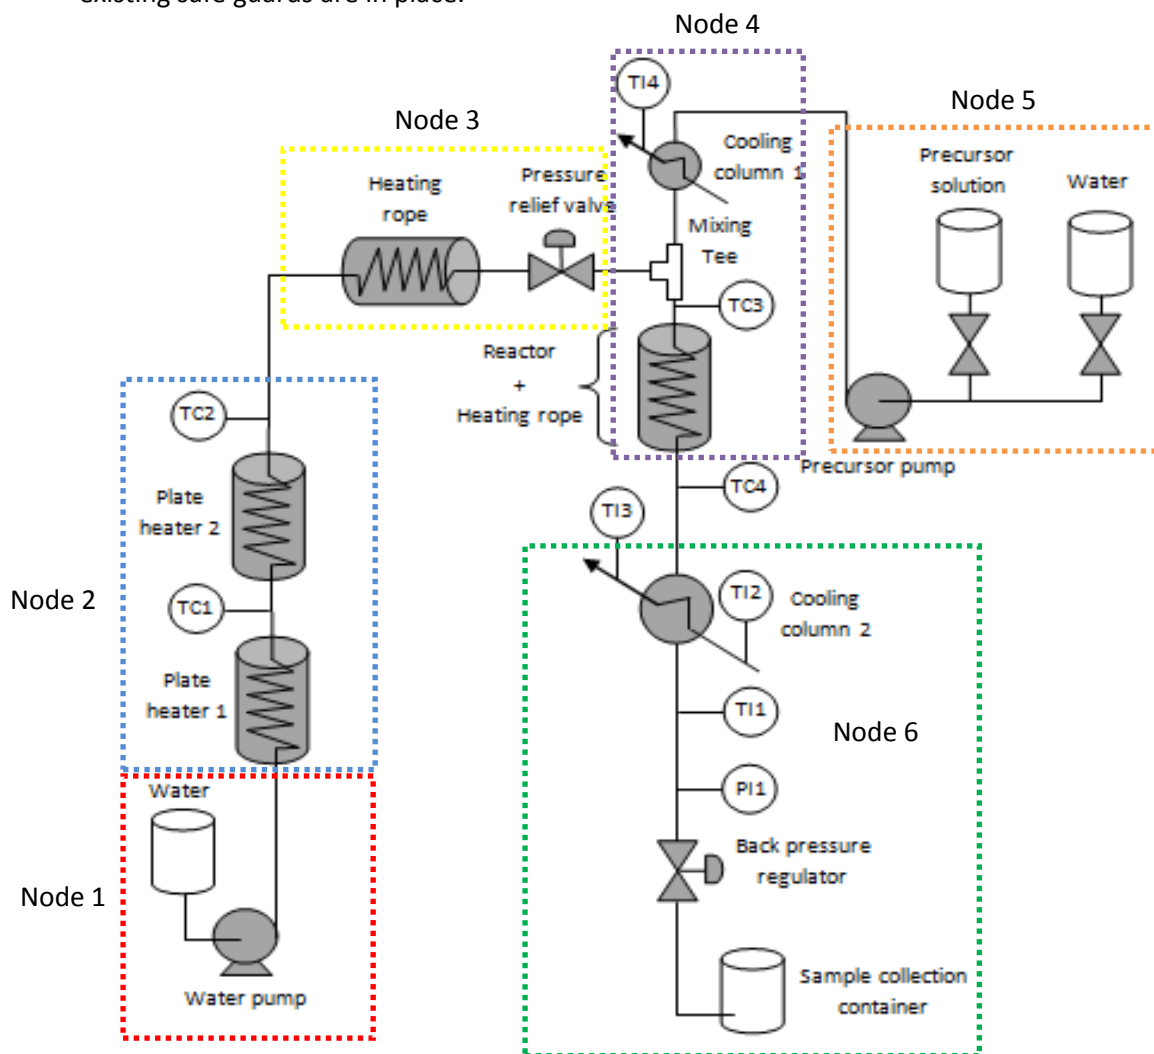 existing safe guards are in place.
Node 4
TI4
Node 5
Node 3
Cooling
column 1
Precursor
solution
Water
Heating
rope
Pressure
relief valve
Mixing
Tee
TC3
Reactor
+
Heating rope
TC2
Precursor pump
Plate
heater 2
TC4
TI3
Node 2
TC1
TI2
Cooling
column 2
Plate
heater 1
TI1
Node 6
Water
PI1
Back pressure
regulator
Node 1
Sample collection
container
Water pump